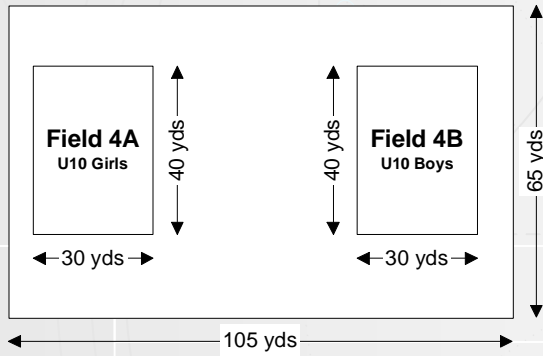 Field 4A
U10 Girls
40 yds
30 yds
Field 4B
U10 Boys
40 yds
30 yds
65 yds
105 yds